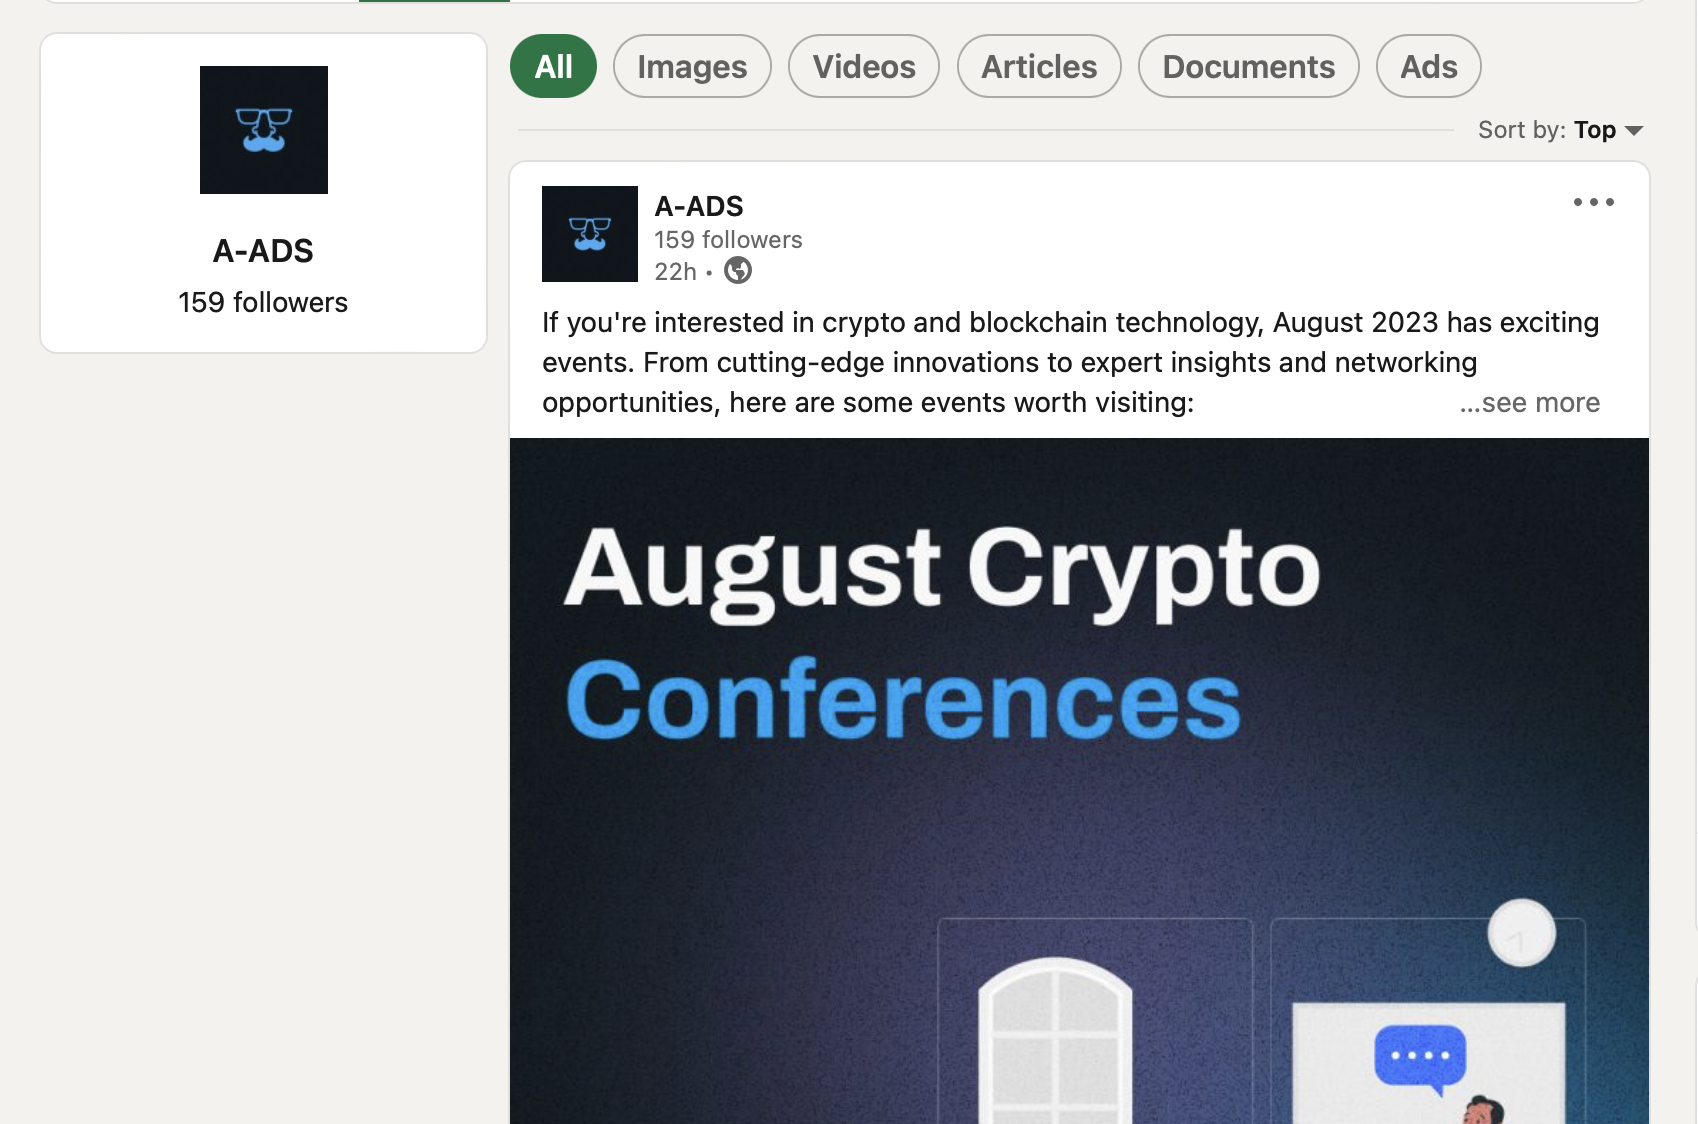 All
Images
Videos
Articles
Documents
Ads
Sort by: Top
A-ADS
159 followers
A-ADS
159 followers
22h •
If you're interested in crypto and blockchain technology, August 2023 has exciting
events. From cutting-edge innovations to expert insights and networking
opportunities, here are some events worth visiting:
...see more
August Crypto
Conferences